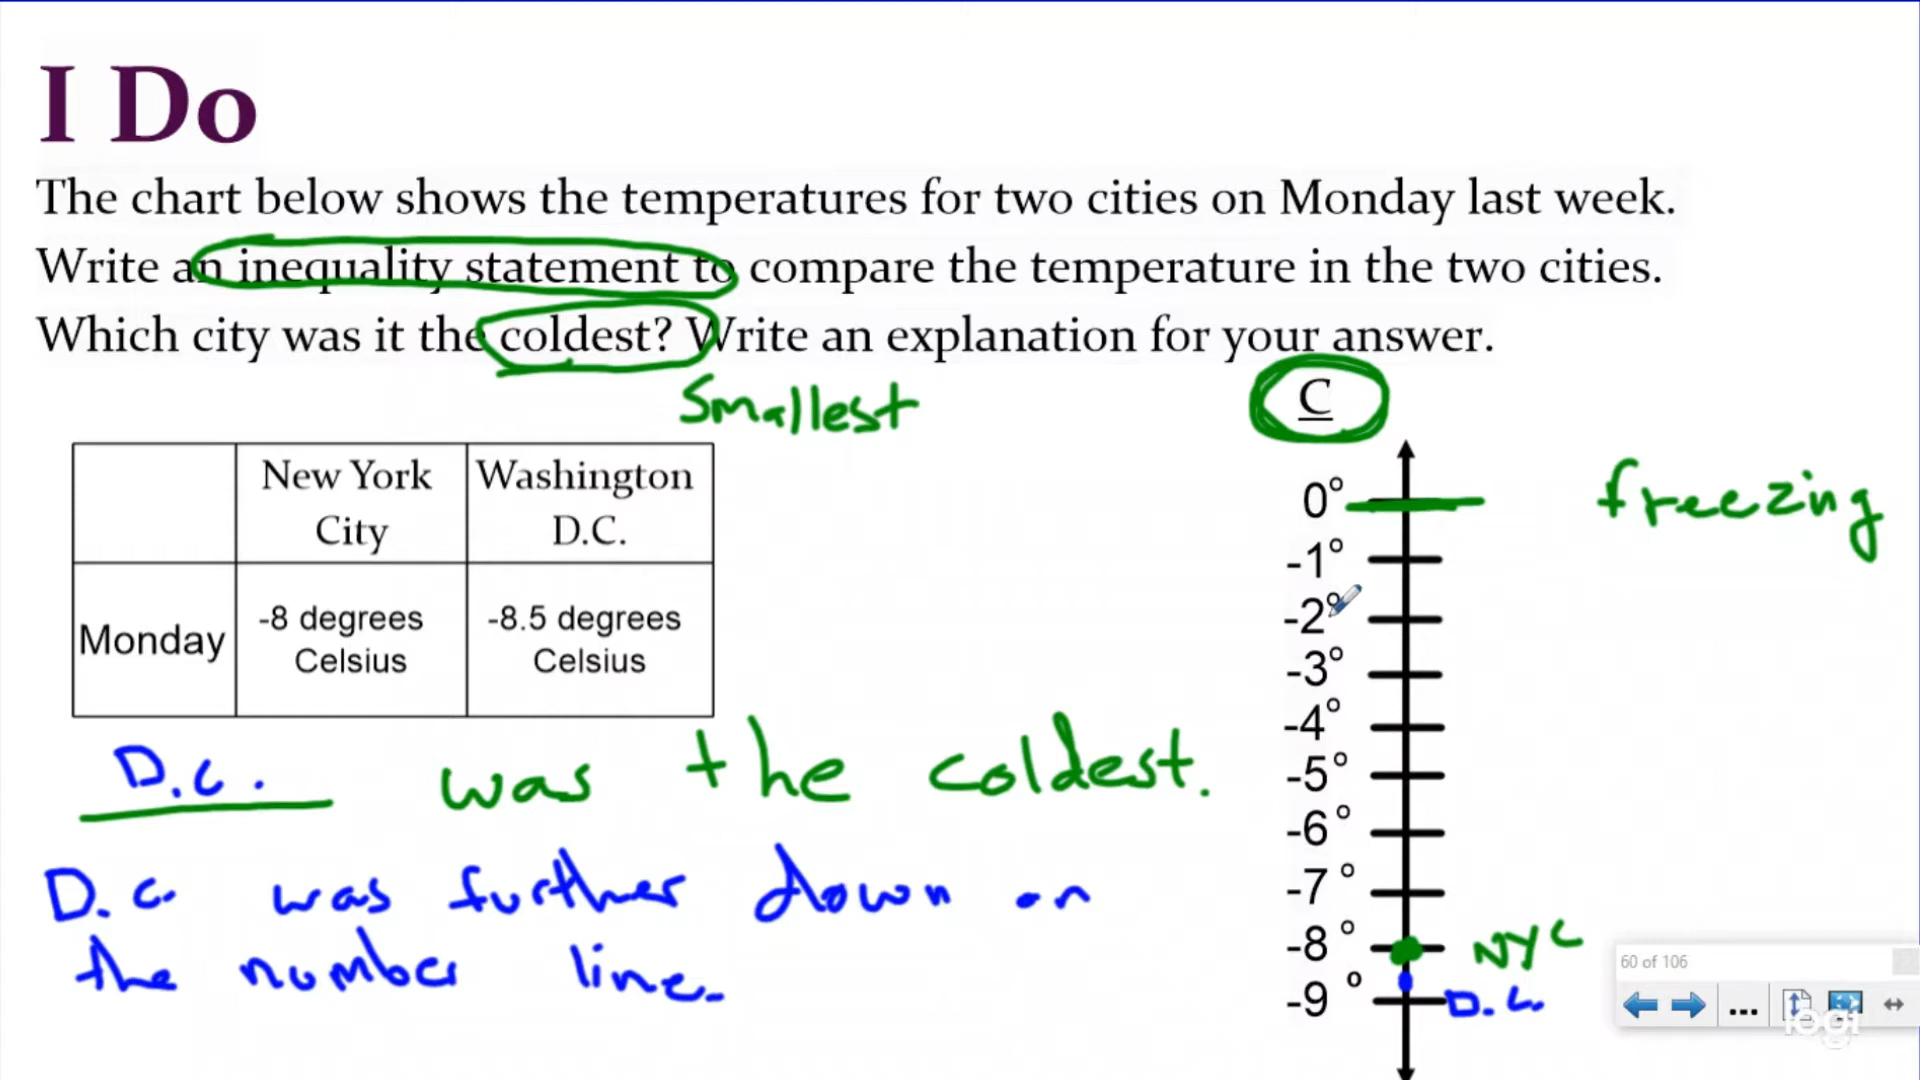 I Do
The chart below shows the temperatures for two cities on Monday last week.
Write an inequality statement to compare the temperature in the two cities.
Which city was it the coldest? Write an explanation for your answer.
Smallest
C
New York City
Washington D.C.
Monday
-8 degrees Celsius
-8.5 degrees Celsius
0°
freezing
-1°
-2°
-3°
-4°
-5°
-6°
-7°
-8°
NYC
-9°
D.C.
D.C. was the coldest.
D.C. was further down on
the number line.
60 of 106
...
logi